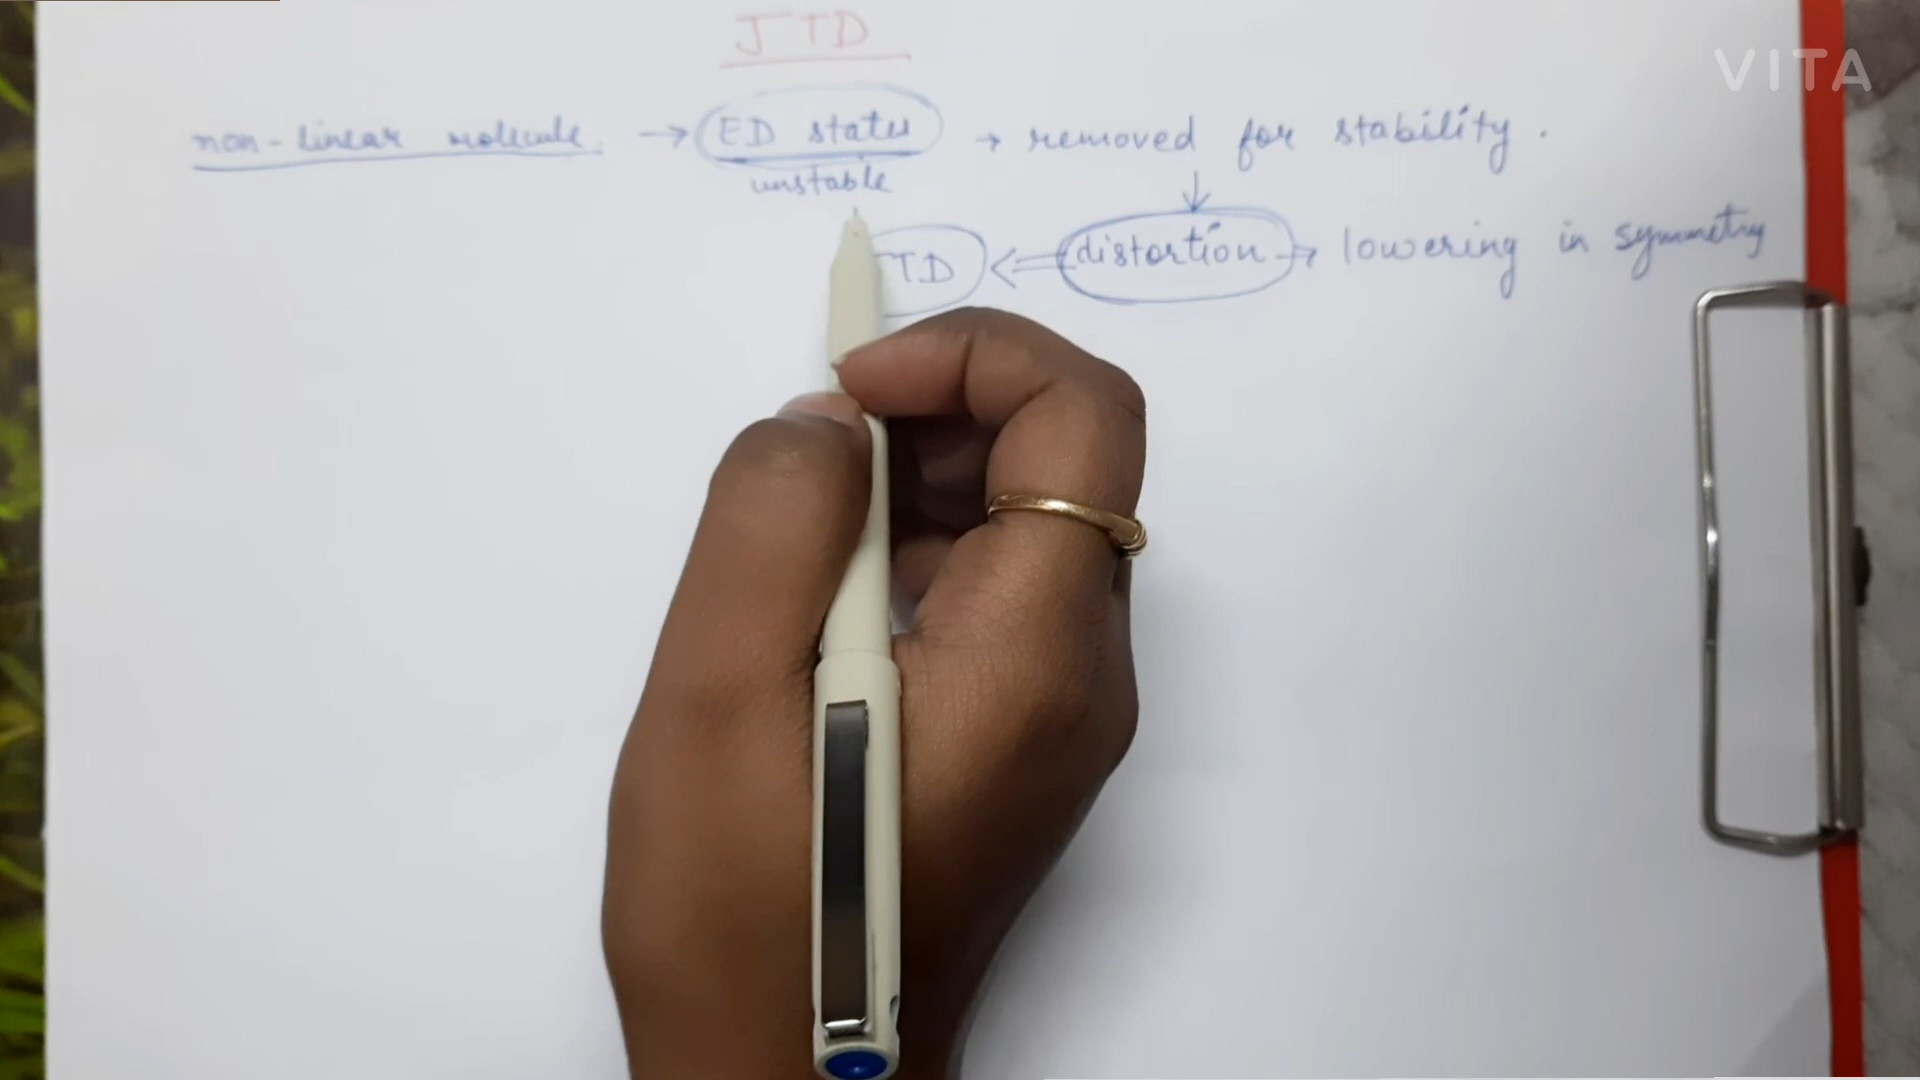 JTD
VITA
non-linear molecule. → ED states → removed for stability.
unstable
↓
TD ⇐ distortion → lowering in symmetry